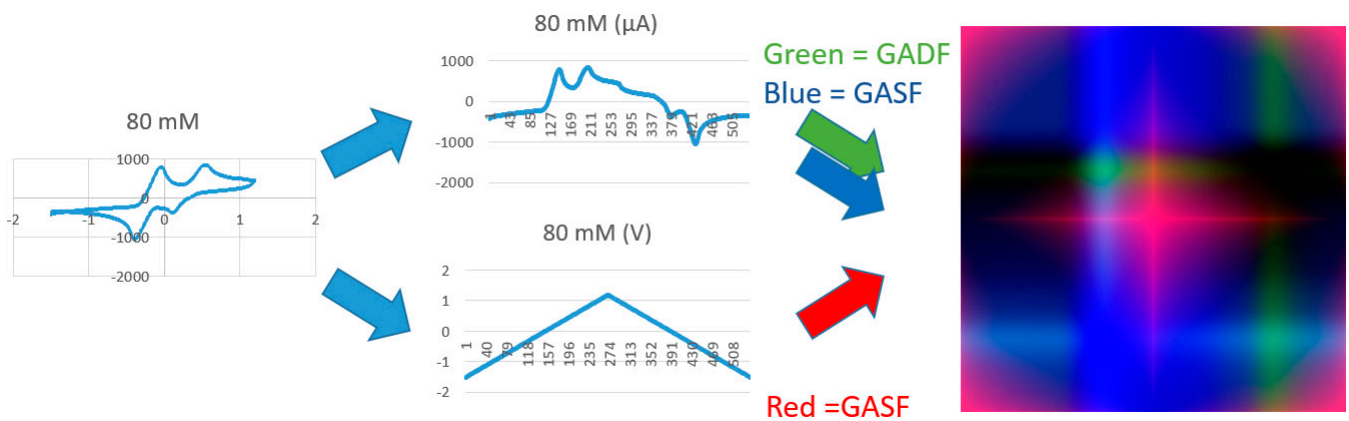 80 mM
1000
0
-1000
-2000
-2 -1 0 1 2
80 mM (µA)
1000
0
-1000
-2000
1 43 85 127 169 211 253 295 337 379 421 463 505
80 mM (V)
2
1
0
-1
-2
1 40 79 118 157 196 235 274 313 352 391 430 469 508
Green = GADF
Blue = GASF
Red =GASF